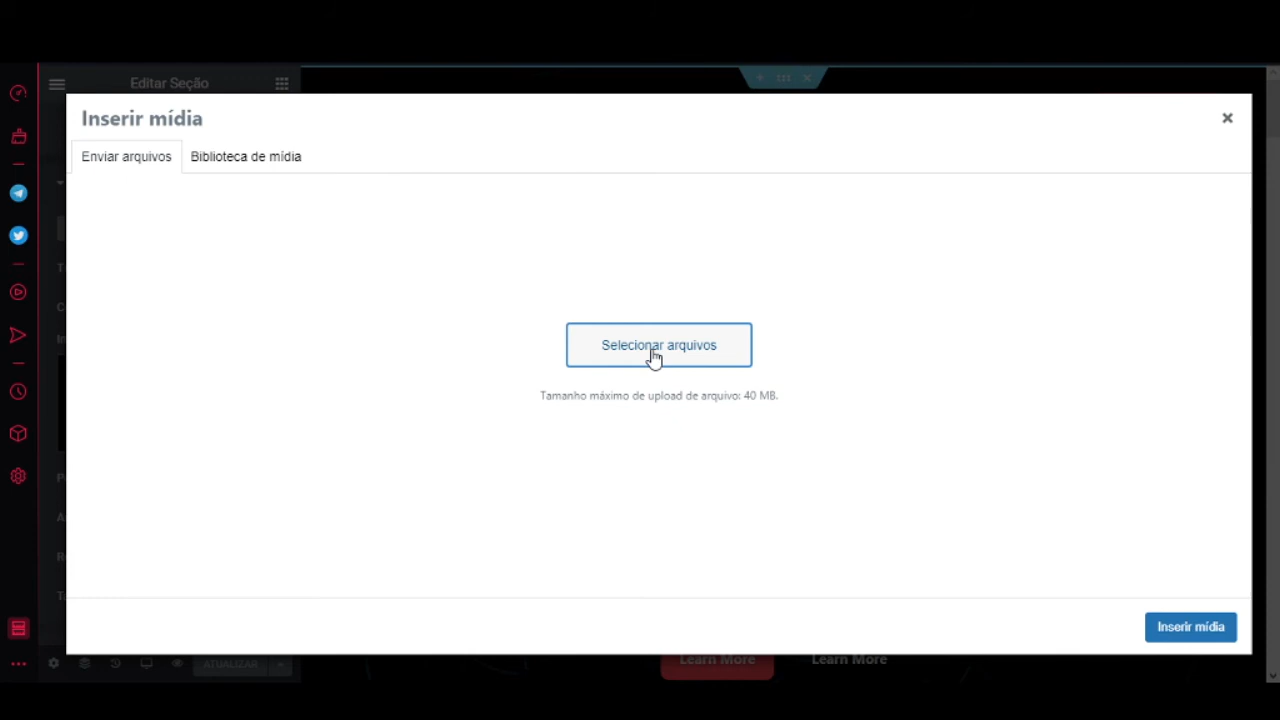 Editar Seção
Inserir mídia
Enviar arquivos
Biblioteca de mídia
Selecionar arquivos
Tamanho máximo de upload de arquivo: 40 MB.
Inserir mídia
ATUALIZAR
Learn More
Learn More